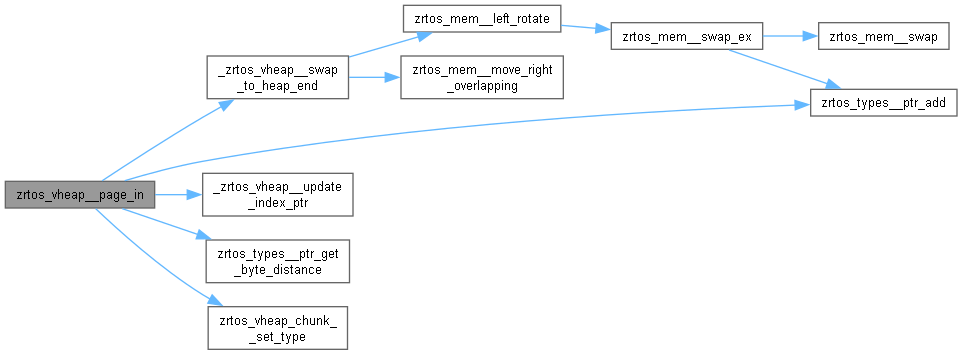 zrtos_mem__left_rotate
zrtos_mem__swap_ex
zrtos_mem__swap
_zrtos_vheap__swap
_to_heap_end
zrtos_mem__move_right
_overlapping
zrtos_types__ptr_add
zrtos_vheap__page_in
_zrtos_vheap__update
_index_ptr
zrtos_types__ptr_get
_byte_distance
zrtos_vheap_chunk_
_set_type